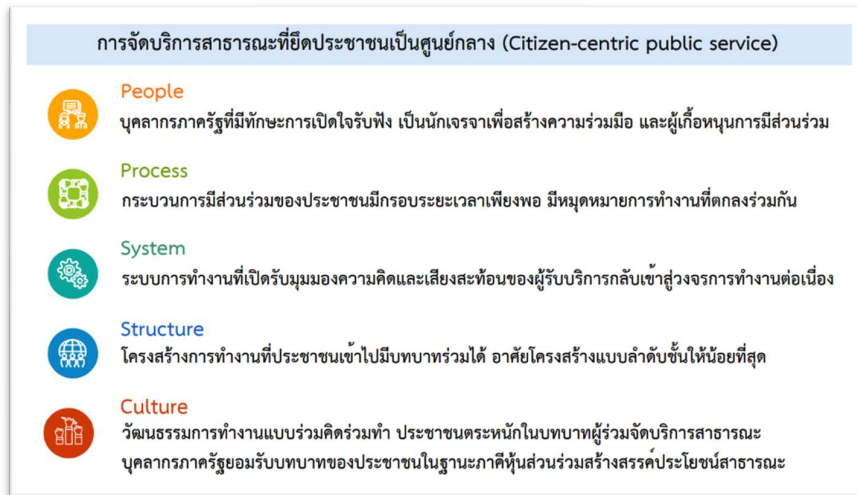 การจัดบริการสาธารณะที่ยึดประชาชนเป็นศูนย์กลาง (Citizen-centric public service)
People
บุคลากรภาครัฐที่มีทักษะการเปิดใจรับฟัง เป็นนักเจรจาเพื่อสร้างความร่วมมือ และผู้เกื้อหนุนการมีส่วนร่วม
Process
กระบวนการมีส่วนร่วมของประชาชนมีกรอบระยะเวลาเพียงพอ มีหมุดหมายการทำงานที่ตกลงร่วมกัน
System
ระบบการทำงานที่เปิดรับมุมมองความคิดและเสียงสะท้อนของผู้รับบริการกลับเข้าสู่วงจรการทำงานต่อเนื่อง
Structure
โครงสร้างการทำงานที่ประชาชนเข้าไปมีบทบาทร่วมได้ อาศัยโครงสร้างแบบลำดับชั้นให้น้อยที่สุด
Culture
วัฒนธรรมการทำงานแบบร่วมคิดร่วมทำ ประชาชนตระหนักในบทบาทผู้ร่วมจัดบริการสาธารณะ
บุคลากรภาครัฐยอมรับบทบาทของประชาชนในฐานะภาคีหุ้นส่วนร่วมสร้างสรรค์ประโยชน์สาธารณะ